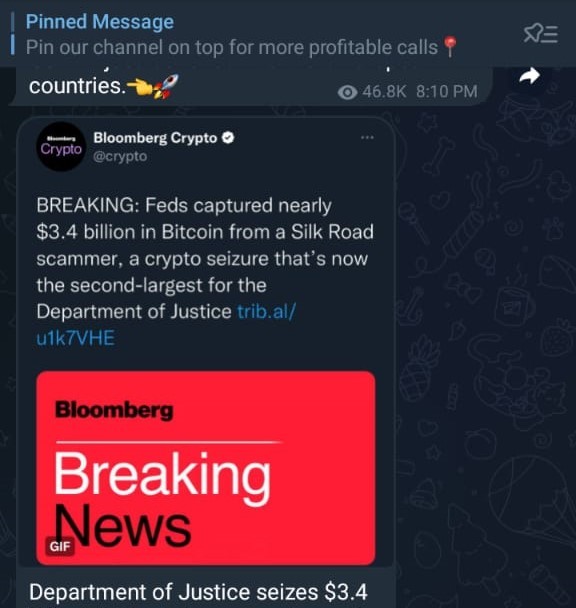 Pinned Message
Pin our channel on top for more profitable calls📍
countries.👈🚀
46.8K 8:10 PM
Bloomberg
Crypto
Bloomberg Crypto
@crypto
BREAKING: Feds captured nearly
$3.4 billion in Bitcoin from a Silk Road
scammer, a crypto seizure that's now
the second-largest for the
Department of Justice trib.al/
u1k7VHE
Bloomberg
Breaking
News
GIF
Department of Justice seizes $3.4